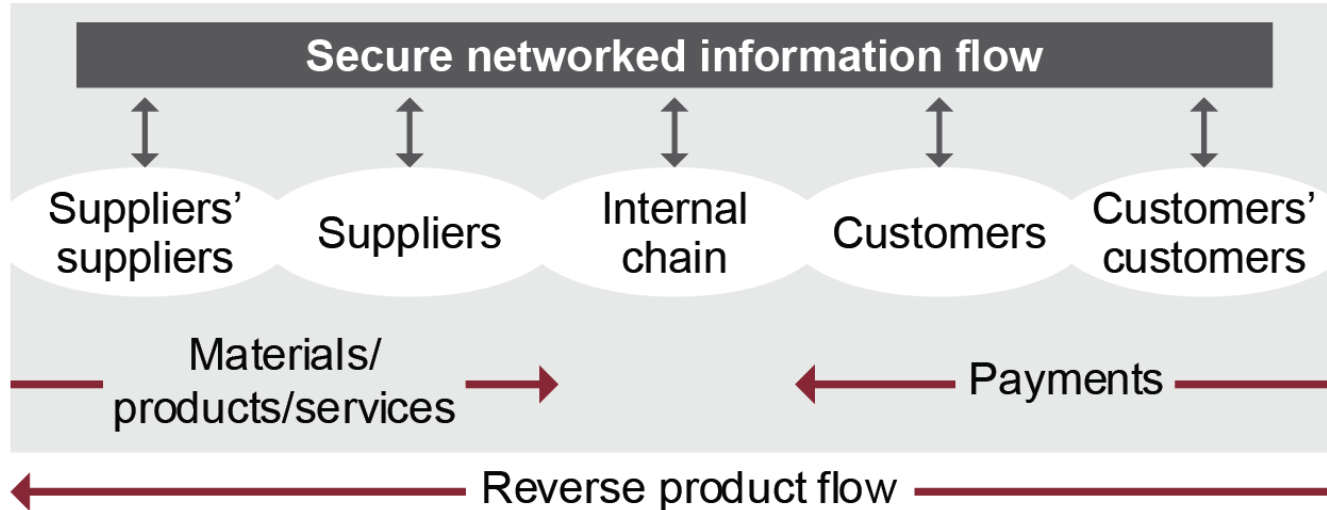 Secure networked information flow
Suppliers’
suppliers
Suppliers
Internal
chain
Customers
Customers’
customers
Materials/
products/services
Payments
Reverse product flow